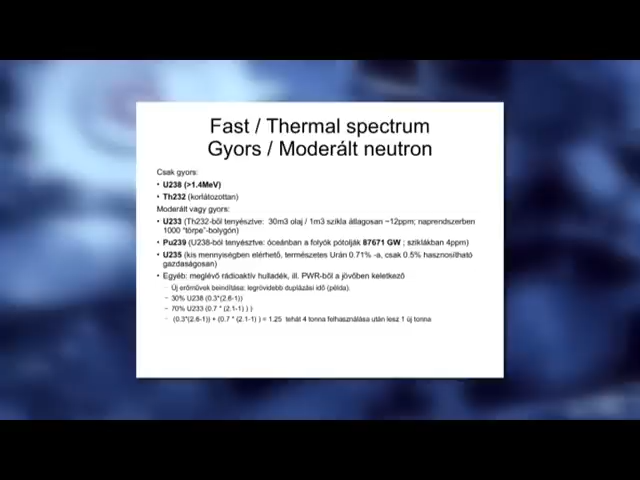 Fast / Thermal spectrum
Gyors / Moderált neutron
Csak gyors:
• U238 (>1.4MeV)
• Th232 (korlátozottan)
Moderált vagy gyors:
• U233 (Th232-ből tenyésztve: 30m3 olaj / 1m3 szikla átlagosan ~12ppm; naprendszerben
1000 "törpe"-bolygón)
• Pu239 (U238-ból tenyésztve: óceánban a folyók pótolják 87671 GW ; sziklákban 4ppm)
• U235 (kis mennyiségben elérhető, természetes Urán 0.71% -a, csak 0.5% hasznosítható
gazdaságosan)
• Egyéb: meglévő rádioaktív hulladék, ill. PWR-ből a jövőben keletkező
– Új erőművek beindítása: legrövidebb duplázási idő (példa).
– 30% U238 (0.3*(2.6-1))
– 70% U233 (0.7 * (2.1-1) ) )
– (0.3*(2.6-1)) + (0.7 * (2.1-1) ) = 1.25 tehát 4 tonna felhasználása után lesz 1 új tonna